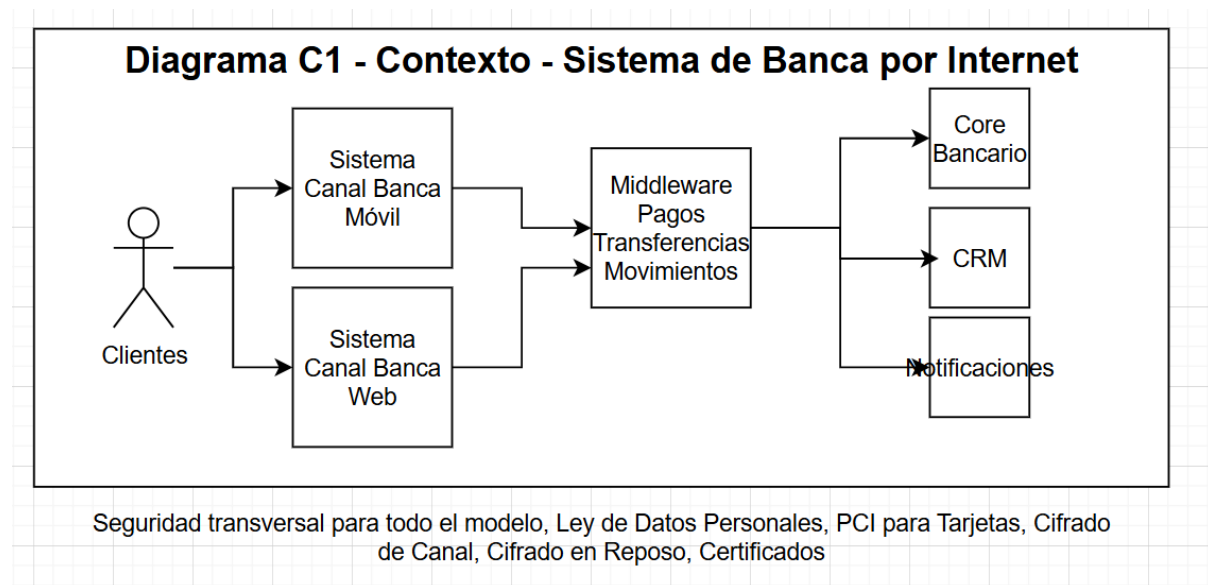 Diagrama C1 - Contexto - Sistema de Banca por Internet
Clientes
Sistema
Canal Banca
Móvil
Sistema
Canal Banca
Web
Middleware
Pagos
Transferencias
Movimientos
Core
Bancario
CRM
Notificaciones
Seguridad transversal para todo el modelo, Ley de Datos Personales, PCI para Tarjetas, Cifrado
de Canal, Cifrado en Reposo, Certificados